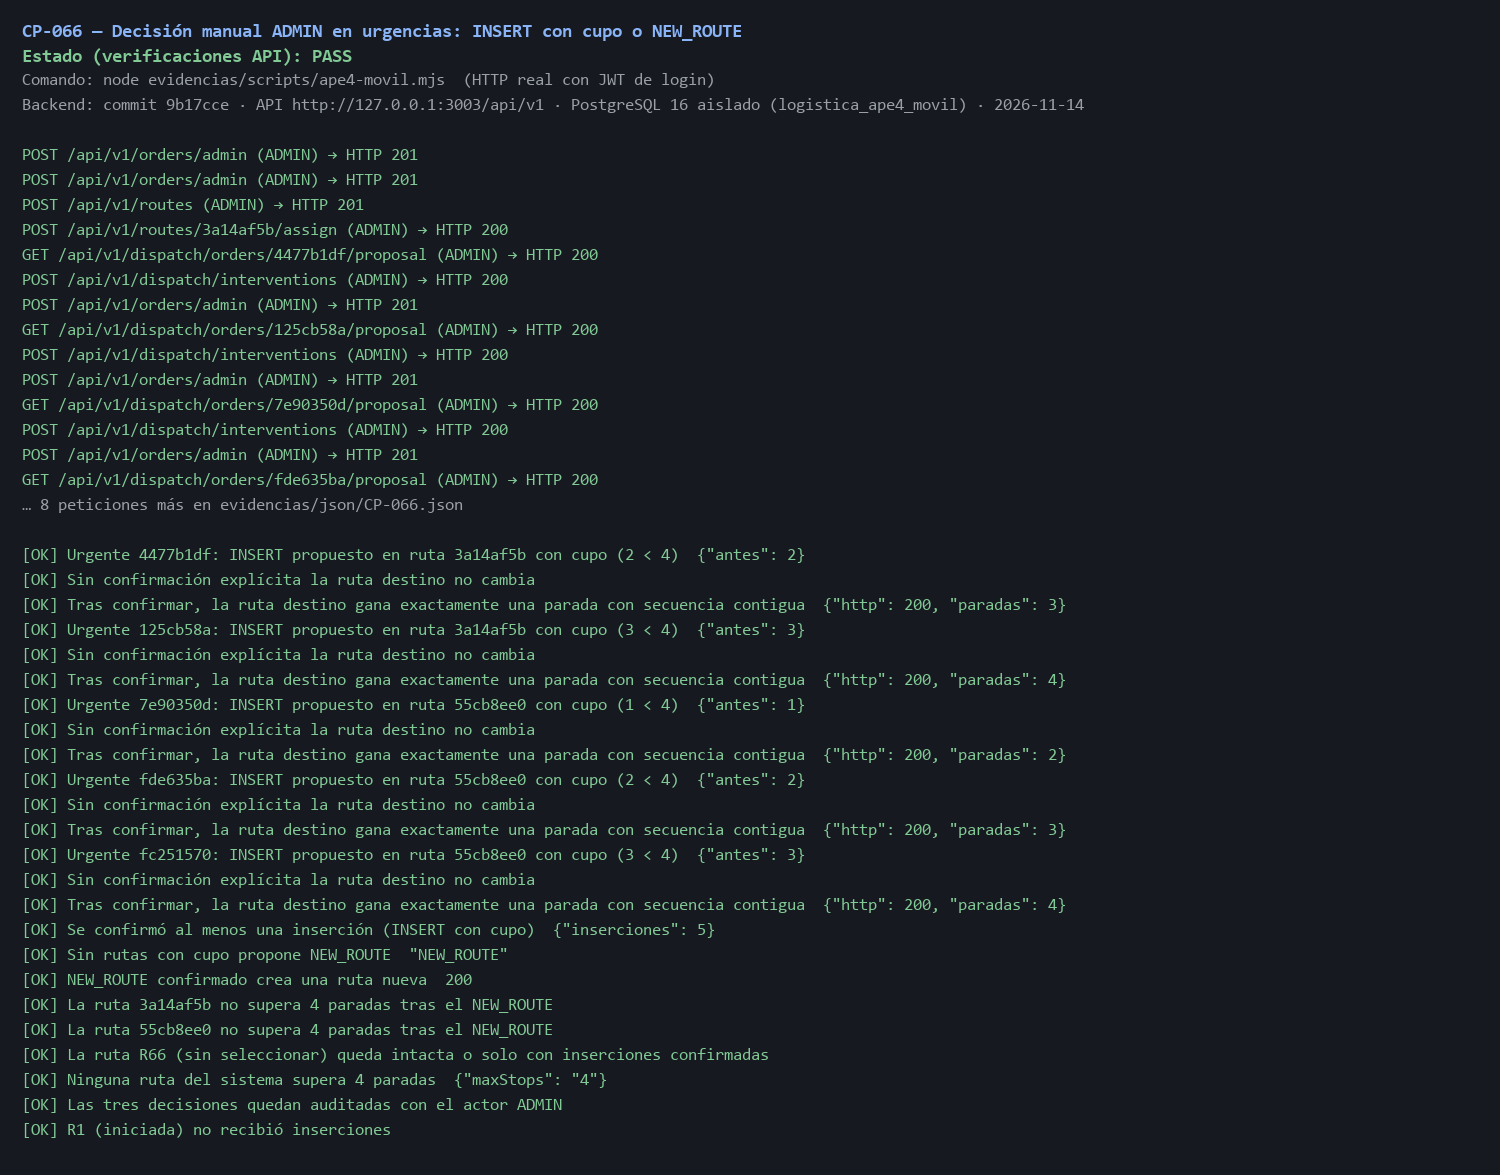 CP-066 — Decisión manual ADMIN en urgencias: INSERT con cupo o NEW_ROUTE
Estado (verificaciones API): PASS
Comando: node evidencias/scripts/ape4-movil.mjs  (HTTP real con JWT de login)
Backend: commit 9b17cce · API http://127.0.0.1:3003/api/v1 · PostgreSQL 16 aislado (logistica_ape4_movil) · 2026-11-14
POST /api/v1/orders/admin (ADMIN) → HTTP 201
POST /api/v1/orders/admin (ADMIN) → HTTP 201
POST /api/v1/routes (ADMIN) → HTTP 201
POST /api/v1/routes/3a14af5b/assign (ADMIN) → HTTP 200
GET /api/v1/dispatch/orders/4477b1df/proposal (ADMIN) → HTTP 200
POST /api/v1/dispatch/interventions (ADMIN) → HTTP 200
POST /api/v1/orders/admin (ADMIN) → HTTP 201
GET /api/v1/dispatch/orders/125cb58a/proposal (ADMIN) → HTTP 200
POST /api/v1/dispatch/interventions (ADMIN) → HTTP 200
POST /api/v1/orders/admin (ADMIN) → HTTP 201
GET /api/v1/dispatch/orders/7e90350d/proposal (ADMIN) → HTTP 200
POST /api/v1/dispatch/interventions (ADMIN) → HTTP 200
POST /api/v1/orders/admin (ADMIN) → HTTP 201
GET /api/v1/dispatch/orders/fde635ba/proposal (ADMIN) → HTTP 200
… 8 peticiones más en evidencias/json/CP-066.json
[OK] Urgente 4477b1df: INSERT propuesto en ruta 3a14af5b con cupo (2 < 4)  {"antes": 2}
[OK] Sin confirmación explícita la ruta destino no cambia
[OK] Tras confirmar, la ruta destino gana exactamente una parada con secuencia contigua  {"http": 200, "paradas": 3}
[OK] Urgente 125cb58a: INSERT propuesto en ruta 3a14af5b con cupo (3 < 4)  {"antes": 3}
[OK] Sin confirmación explícita la ruta destino no cambia
[OK] Tras confirmar, la ruta destino gana exactamente una parada con secuencia contigua  {"http": 200, "paradas": 4}
[OK] Urgente 7e90350d: INSERT propuesto en ruta 55cb8ee0 con cupo (1 < 4)  {"antes": 1}
[OK] Sin confirmación explícita la ruta destino no cambia
[OK] Tras confirmar, la ruta destino gana exactamente una parada con secuencia contigua  {"http": 200, "paradas": 2}
[OK] Urgente fde635ba: INSERT propuesto en ruta 55cb8ee0 con cupo (2 < 4)  {"antes": 2}
[OK] Sin confirmación explícita la ruta destino no cambia
[OK] Tras confirmar, la ruta destino gana exactamente una parada con secuencia contigua  {"http": 200, "paradas": 3}
[OK] Urgente fc251570: INSERT propuesto en ruta 55cb8ee0 con cupo (3 < 4)  {"antes": 3}
[OK] Sin confirmación explícita la ruta destino no cambia
[OK] Tras confirmar, la ruta destino gana exactamente una parada con secuencia contigua  {"http": 200, "paradas": 4}
[OK] Se confirmó al menos una inserción (INSERT con cupo)  {"inserciones": 5}
[OK] Sin rutas con cupo propone NEW_ROUTE  "NEW_ROUTE"
[OK] NEW_ROUTE confirmado crea una ruta nueva  200
[OK] La ruta 3a14af5b no supera 4 paradas tras el NEW_ROUTE
[OK] La ruta 55cb8ee0 no supera 4 paradas tras el NEW_ROUTE
[OK] La ruta R66 (sin seleccionar) queda intacta o solo con inserciones confirmadas
[OK] Ninguna ruta del sistema supera 4 paradas  {"maxStops": "4"}
[OK] Las tres decisiones quedan auditadas con el actor ADMIN
[OK] R1 (iniciada) no recibió inserciones